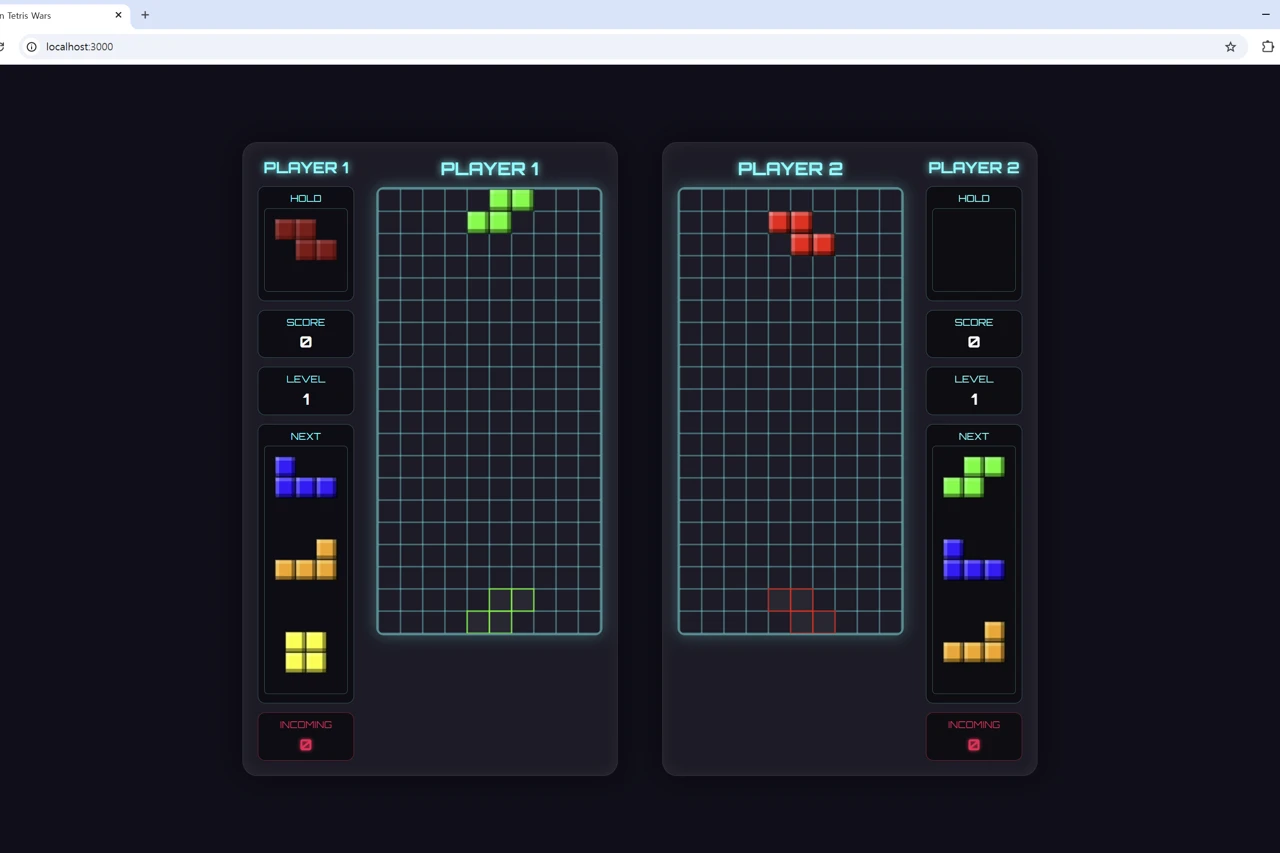 n Tetris Wars
localhost:3000
PLAYER 1
HOLD
SCORE
0
LEVEL
1
NEXT
INCOMING
0
PLAYER 1
PLAYER 2
PLAYER 2
HOLD
SCORE
0
LEVEL
1
NEXT
INCOMING
0